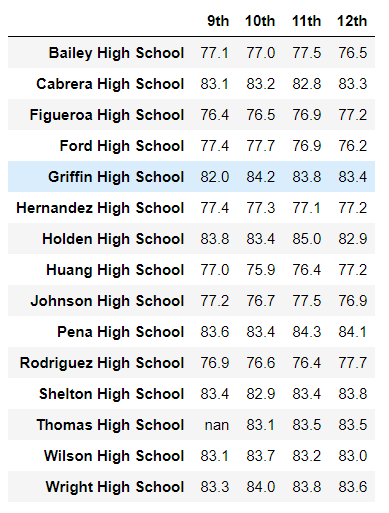 9th 10th 11th 12th
Bailey High School 77.1 77.0 77.5 76.5
Cabrera High School 83.1 83.2 82.8 83.3
Figueroa High School 76.4 76.5 76.9 77.2
Ford High School 77.4 77.7 76.9 76.2
Griffin High School 82.0 84.2 83.8 83.4
Hernandez High School 77.4 77.3 77.1 77.2
Holden High School 83.8 83.4 85.0 82.9
Huang High School 77.0 75.9 76.4 77.2
Johnson High School 77.2 76.7 77.5 76.9
Pena High School 83.6 83.4 84.3 84.1
Rodriguez High School 76.9 76.6 76.4 77.7
Shelton High School 83.4 82.9 83.4 83.8
Thomas High School nan 83.1 83.5 83.5
Wilson High School 83.1 83.7 83.2 83.0
Wright High School 83.3 84.0 83.8 83.6